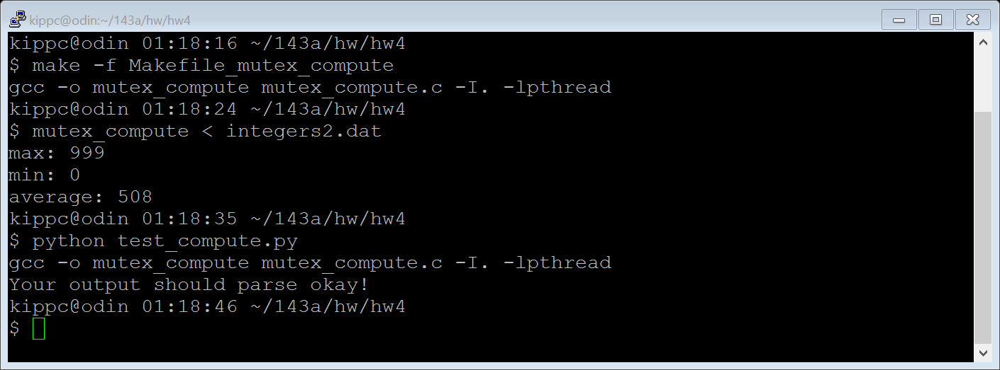 kippc@odin:~/143a/hw/hw4
kippc@odin 01:18:16 ~/143a/hw/hw4
$ make -f Makefile_mutex_compute
gcc -o mutex_compute mutex_compute.c -I. -lpthread
kippc@odin 01:18:24 ~/143a/hw/hw4
$ mutex_compute < integers2.dat
max: 999
min: 0
average: 508
kippc@odin 01:18:35 ~/143a/hw/hw4
$ python test_compute.py
gcc -o mutex_compute mutex_compute.c -I. -lpthread
Your output should parse okay!
kippc@odin 01:18:46 ~/143a/hw/hw4
$